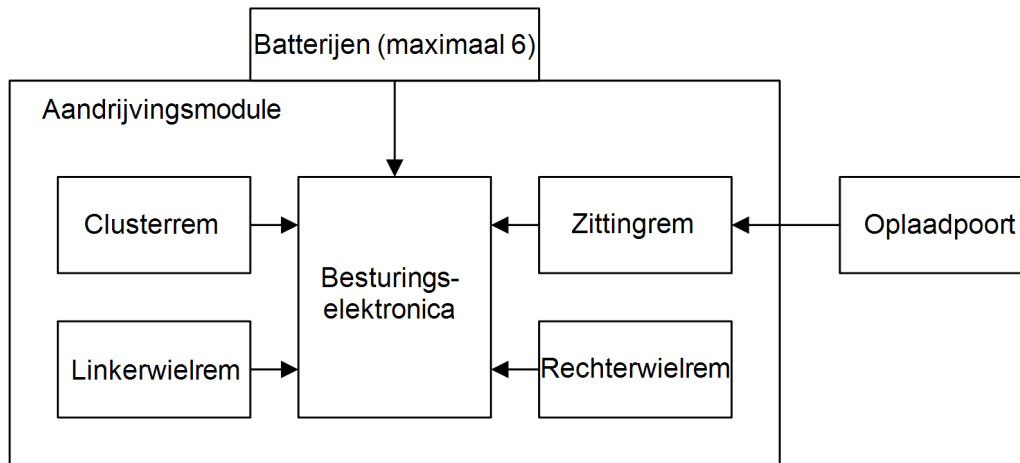 Batterijen (maximaal 6)
Aandrijvingsmodule
Clusterrem
Besturings-
elektronica
Zittingrem
Oplaadpoort
Linkerwielrem
Rechterwielrem